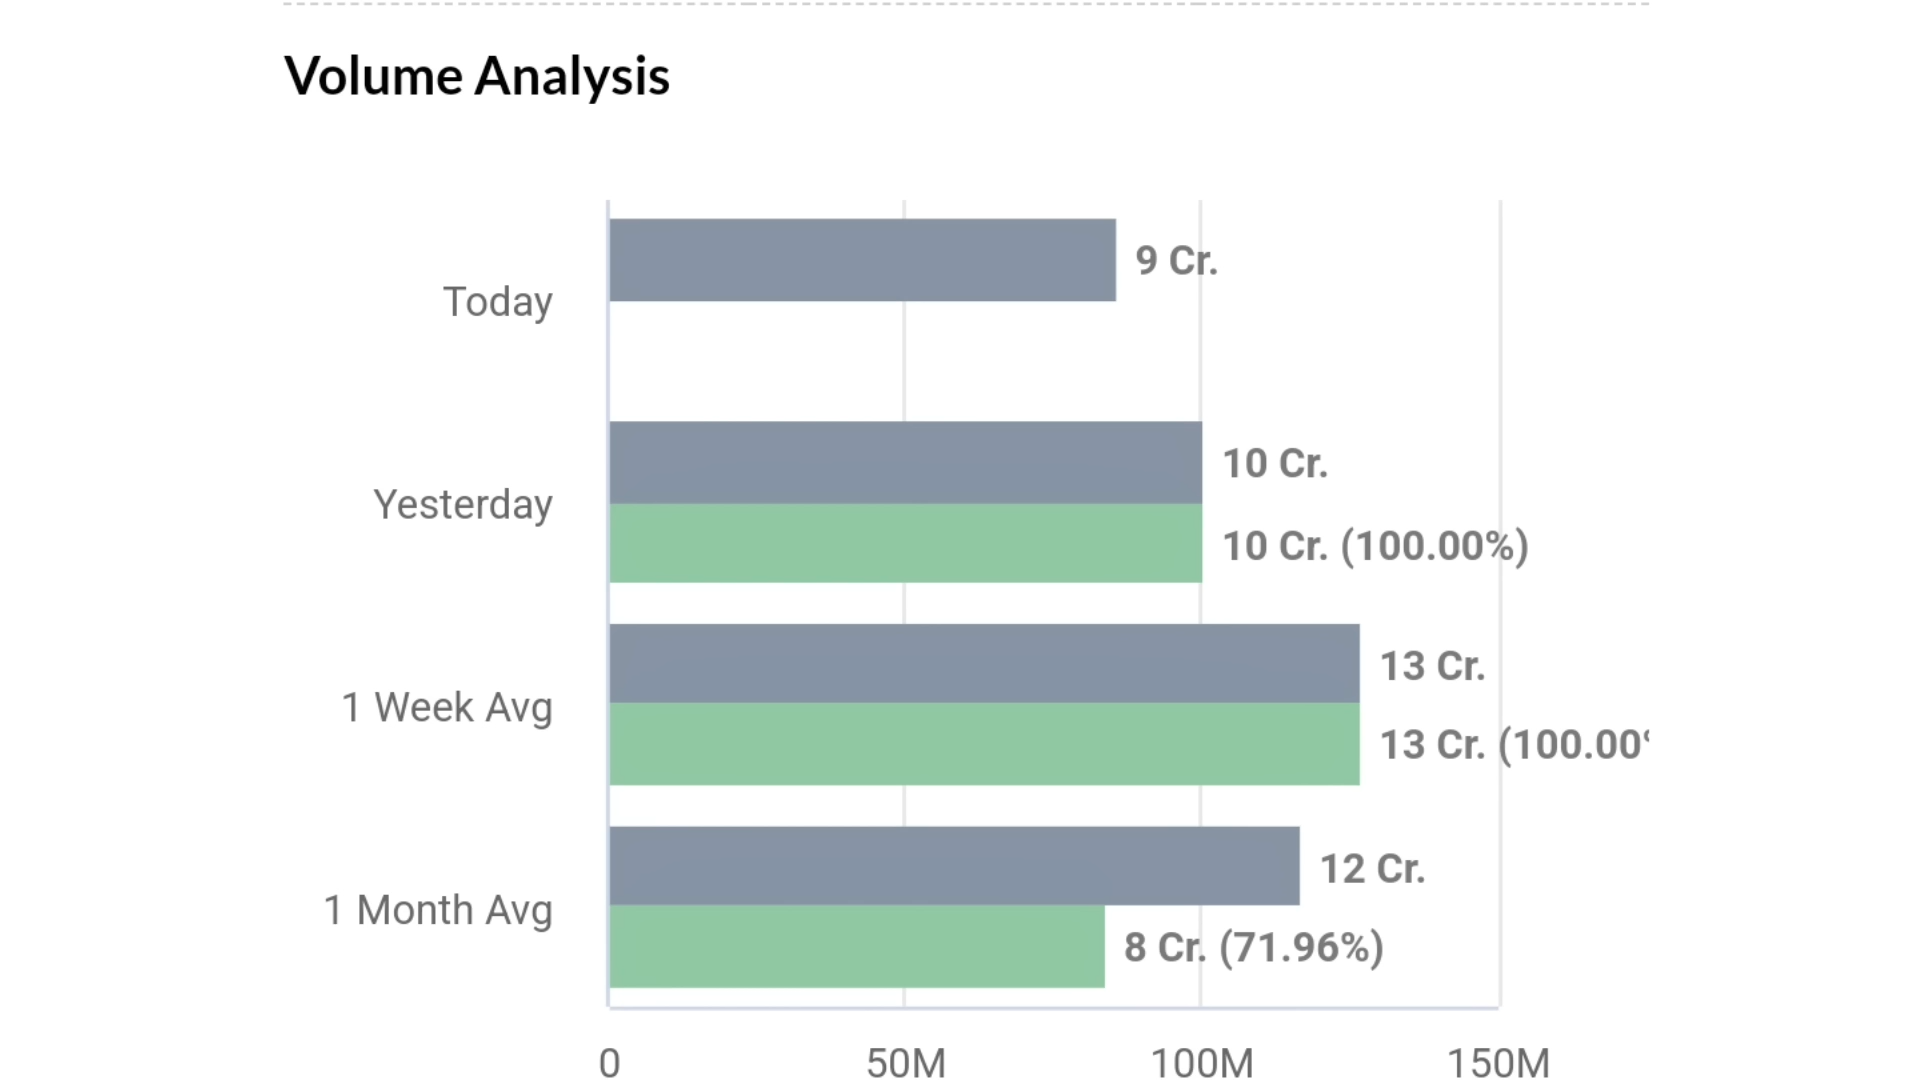 Volume Analysis
9 Cr.
Today
10 Cr.
Yesterday
10 Cr. (100.00%)
13 Cr.
1 Week Avg
13 Cr. (100.00
12 Cr.
1 Month Avg
8 Cr. (71.96%)
0 50M 100M 150M